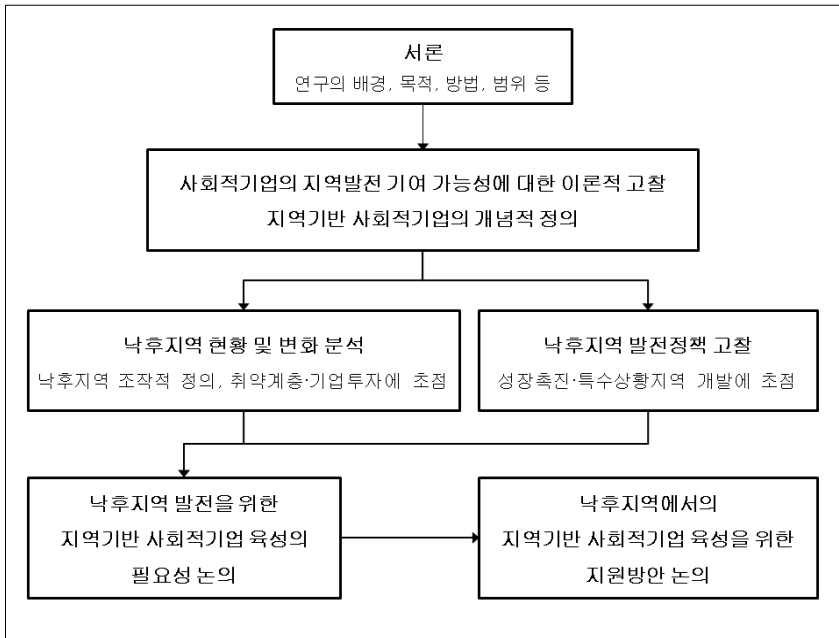 서론
연구의 배경, 목적, 방법, 범위 등
사회적기업의 지역발전 기여 가능성에 대한 이론적 고찰
지역기반 사회적기업의 개념적 정의
낙후지역 현황 및 변화 분석
낙후지역 조작적 정의, 취약계층·기업투자에 초점
낙후지역 발전정책 고찰
성장촉진·특수상황지역 개발에 초점
낙후지역 발전을 위한
지역기반 사회적기업 육성의
필요성 논의
낙후지역에서의
지역기반 사회적기업 육성을 위한
지원방안 논의